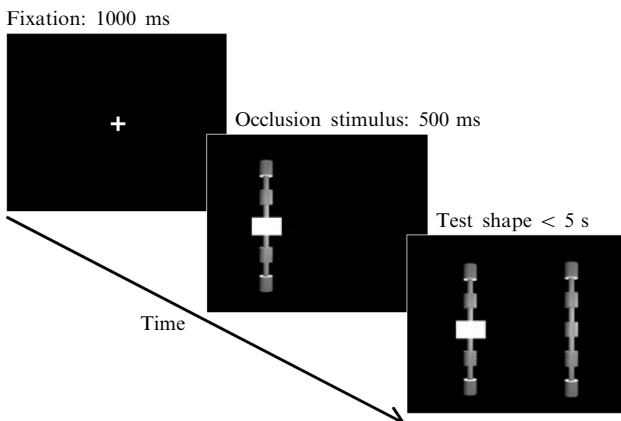 Fixation: 1000 ms
Occlusion stimulus: 500 ms
Test shape < 5 s
Time